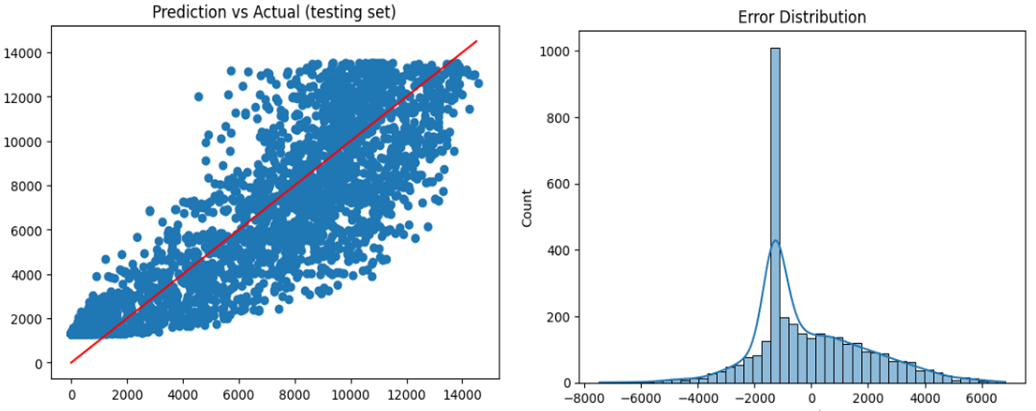 Prediction vs Actual (testing set)
14000
12000
10000
8000
6000
4000
2000
0
0 2000 4000 6000 8000 10000 12000 14000
Error Distribution
Count
1000
800
600
400
200
0
−8000 −6000 −4000 −2000 0 2000 4000 6000